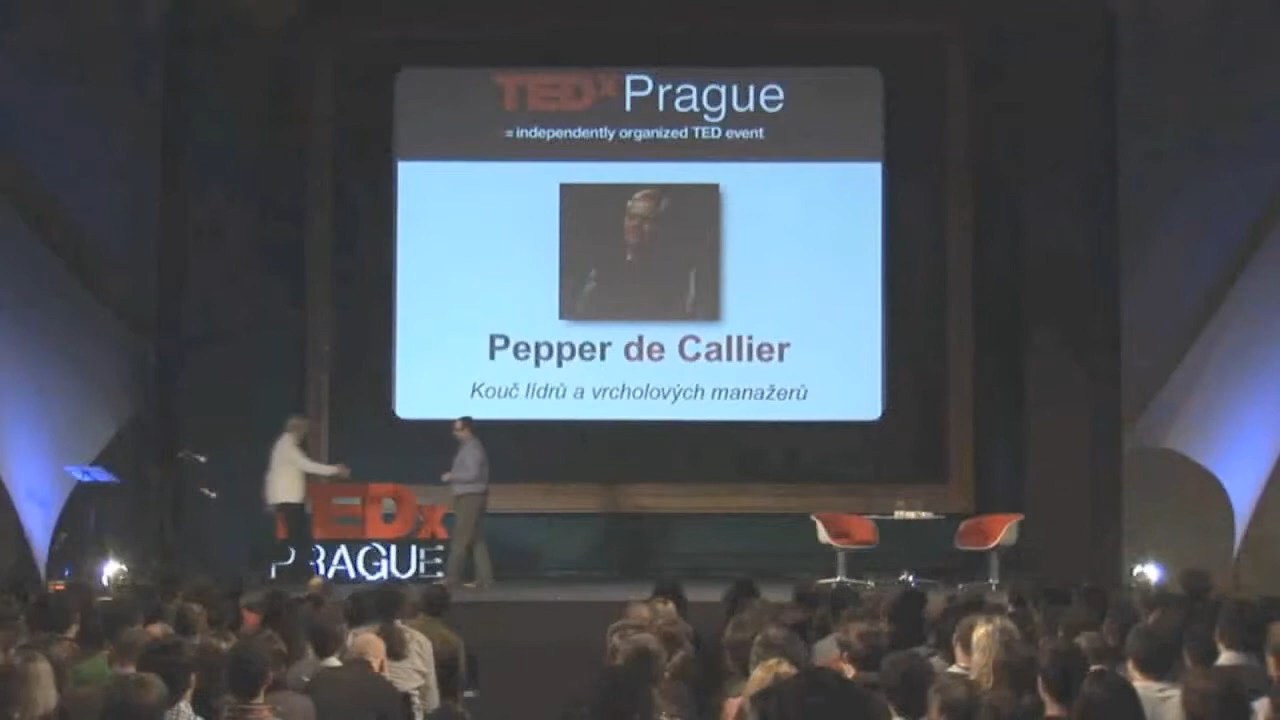 TEDx Prague
= independently organized TED event
Pepper de Callier
Kouč lídrů a vrcholových manažerů
TEDx
PRAGUE